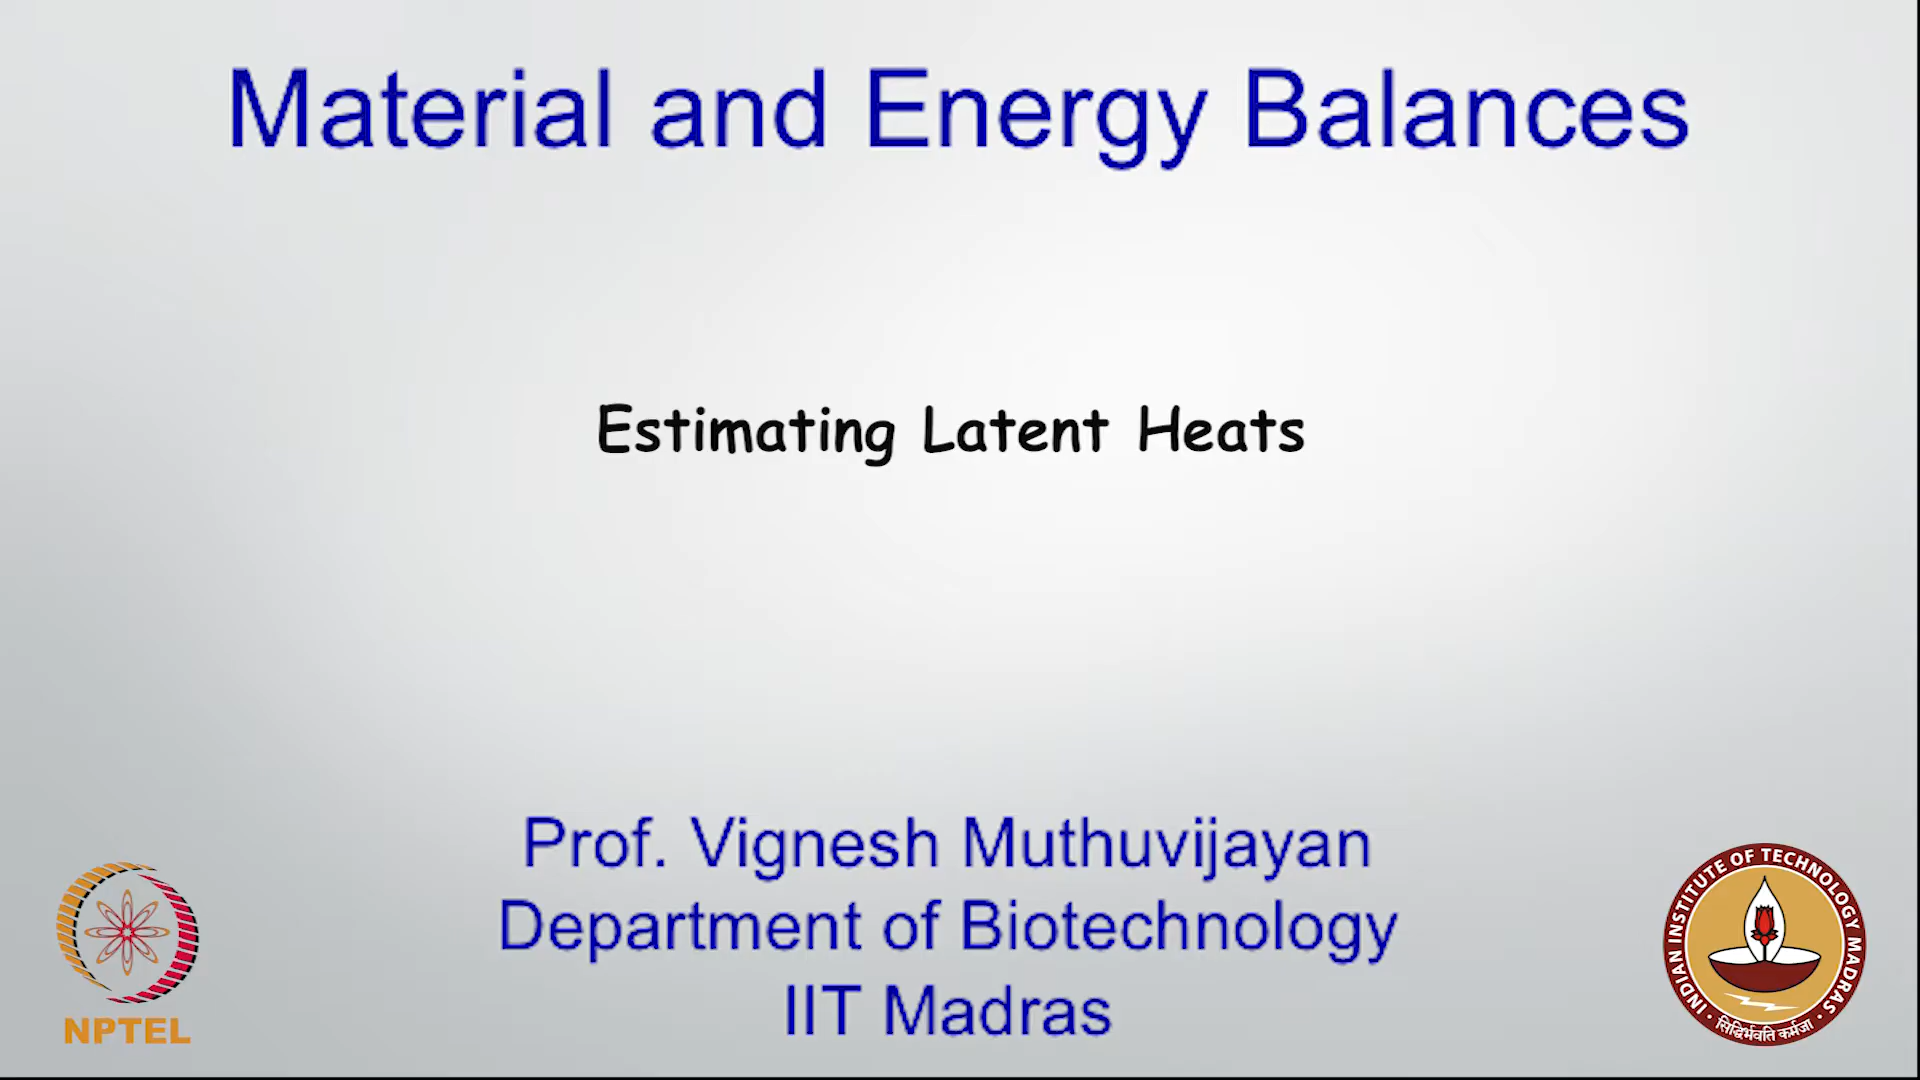 Material and Energy Balances
Estimating Latent Heats
Prof. Vignesh Muthuvijayan
Department of Biotechnology
IIT Madras
NPTEL
INDIAN INSTITUTE OF TECHNOLOGY MADRAS
सिद्धिर्भवति कर्मजा